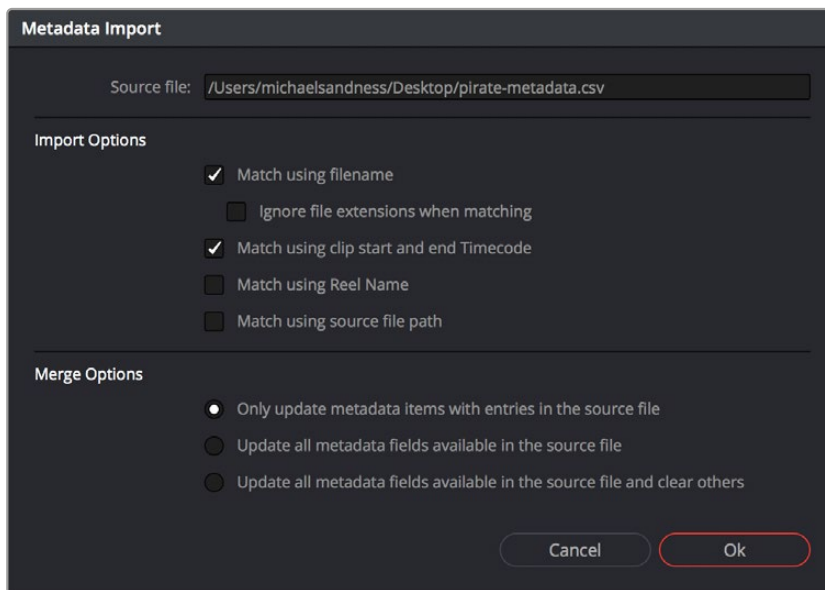 Metadata Import
Source file: /Users/michaelsandness/Desktop/pirate-metadata.csv
Import Options
Match using filename
Ignore file extensions when matching
Match using clip start and end Timecode
Match using Reel Name
Match using source file path
Merge Options
Only update metadata items with entries in the source file
Update all metadata fields available in the source file
Update all metadata fields available in the source file and clear others
Cancel Ok